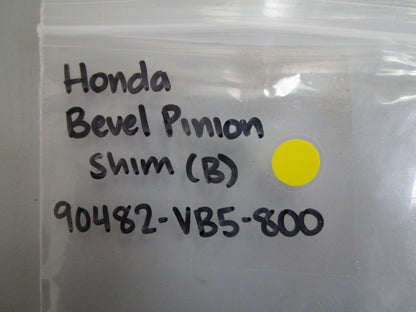 Honda
Bevel Pinion
Shim (B)
90482-VB5-800